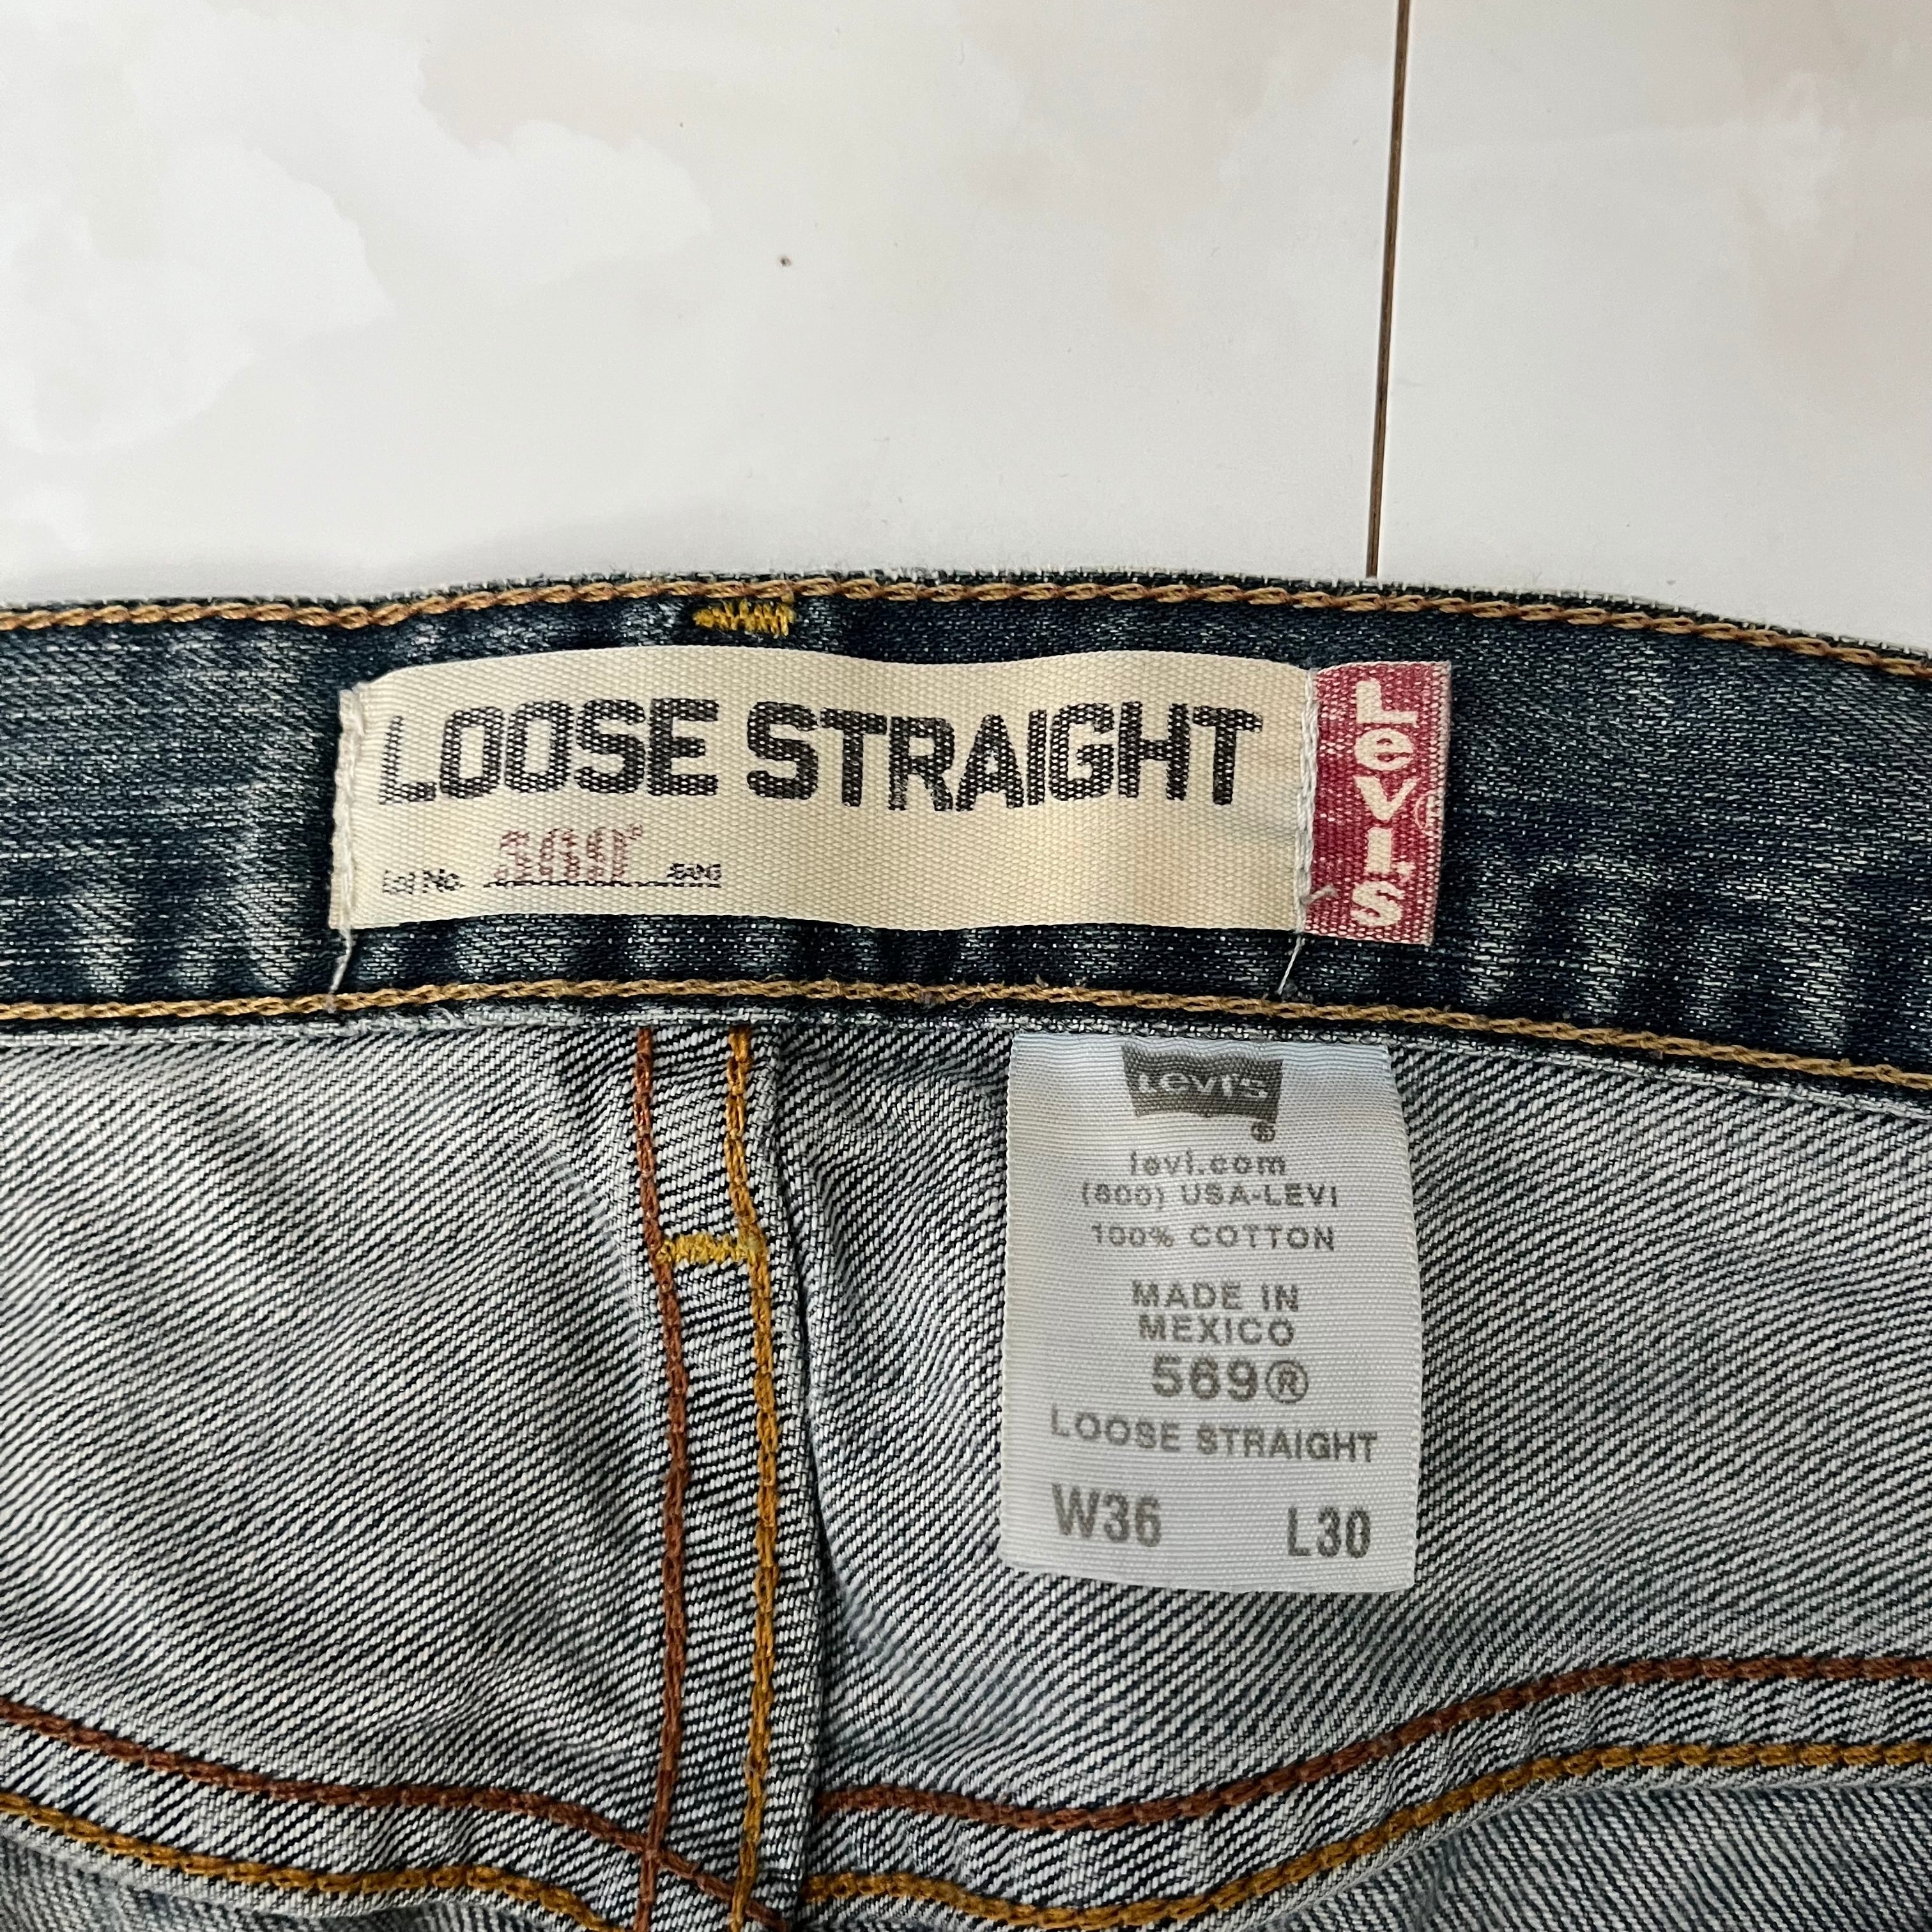 LOOSE STRAIGHT
Lot No. JEANS
LEVI'S®
Levi's
®
levi.com
(800) USA-LEVI
100% COTTON
MADE IN
MEXICO
569®
LOOSE STRAIGHT
W36 L30